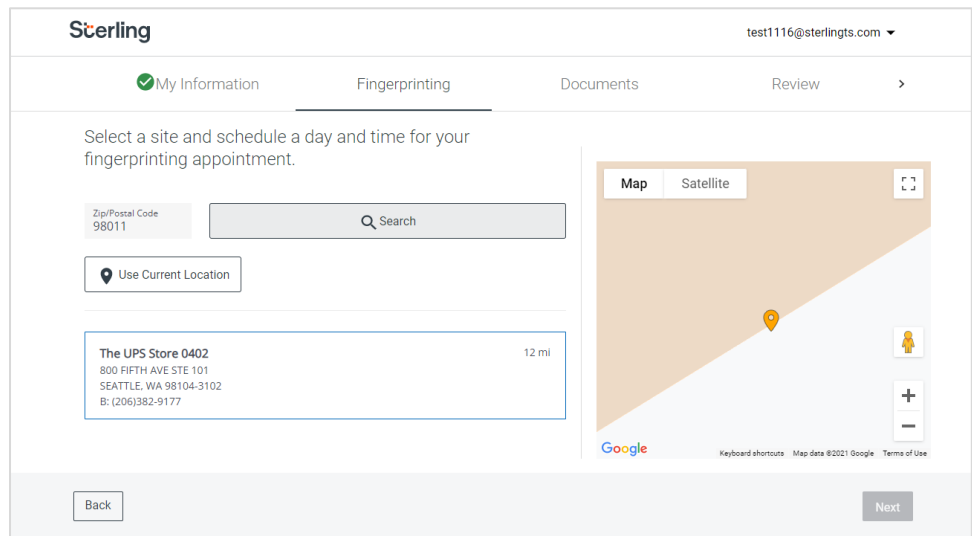 Sterling
test1116@sterlingts.com
My Information
Fingerprinting
Documents
Review
Select a site and schedule a day and time for your
fingerprinting appointment.
Zip/Postal Code
98011
Search
Use Current Location
The UPS Store 0402
12 mi
800 FIFTH AVE STE 101
SEATTLE, WA 98104-3102
B: (206)382-9177
Map
Satellite
Google
Keyboard shortcuts
Map data ©2021 Google
Terms of Use
Back
Next